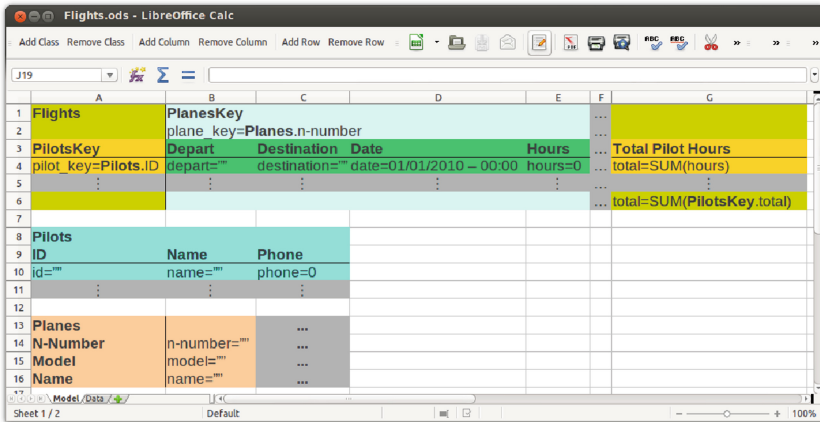 Flights.ods - LibreOffice Calc
Add Class Remove Class Add Column Remove Column Add Row Remove Row
J19
A B C D E F G
1 Flights PlanesKey ...
2 plane_key=Planes.n-number ...
3 PilotsKey Depart Destination Date Hours ... Total Pilot Hours
4 pilot_key=Pilots.ID depart="" destination="" date=01/01/2010 – 00:00 hours=0 ... total=SUM(hours)
5 ⋮ ⋮ ⋮ ⋮ ⋮ ... ⋮
6 ... total=SUM(PilotsKey.total)
7
8 Pilots
9 ID Name Phone
10 id="" name="" phone=0
11 ⋮ ⋮ ⋮
12
13 Planes ...
14 N-Number n-number="" ...
15 Model model="" ...
16 Name name="" ...
17
Model Data
Sheet 1 / 2 Default 100%